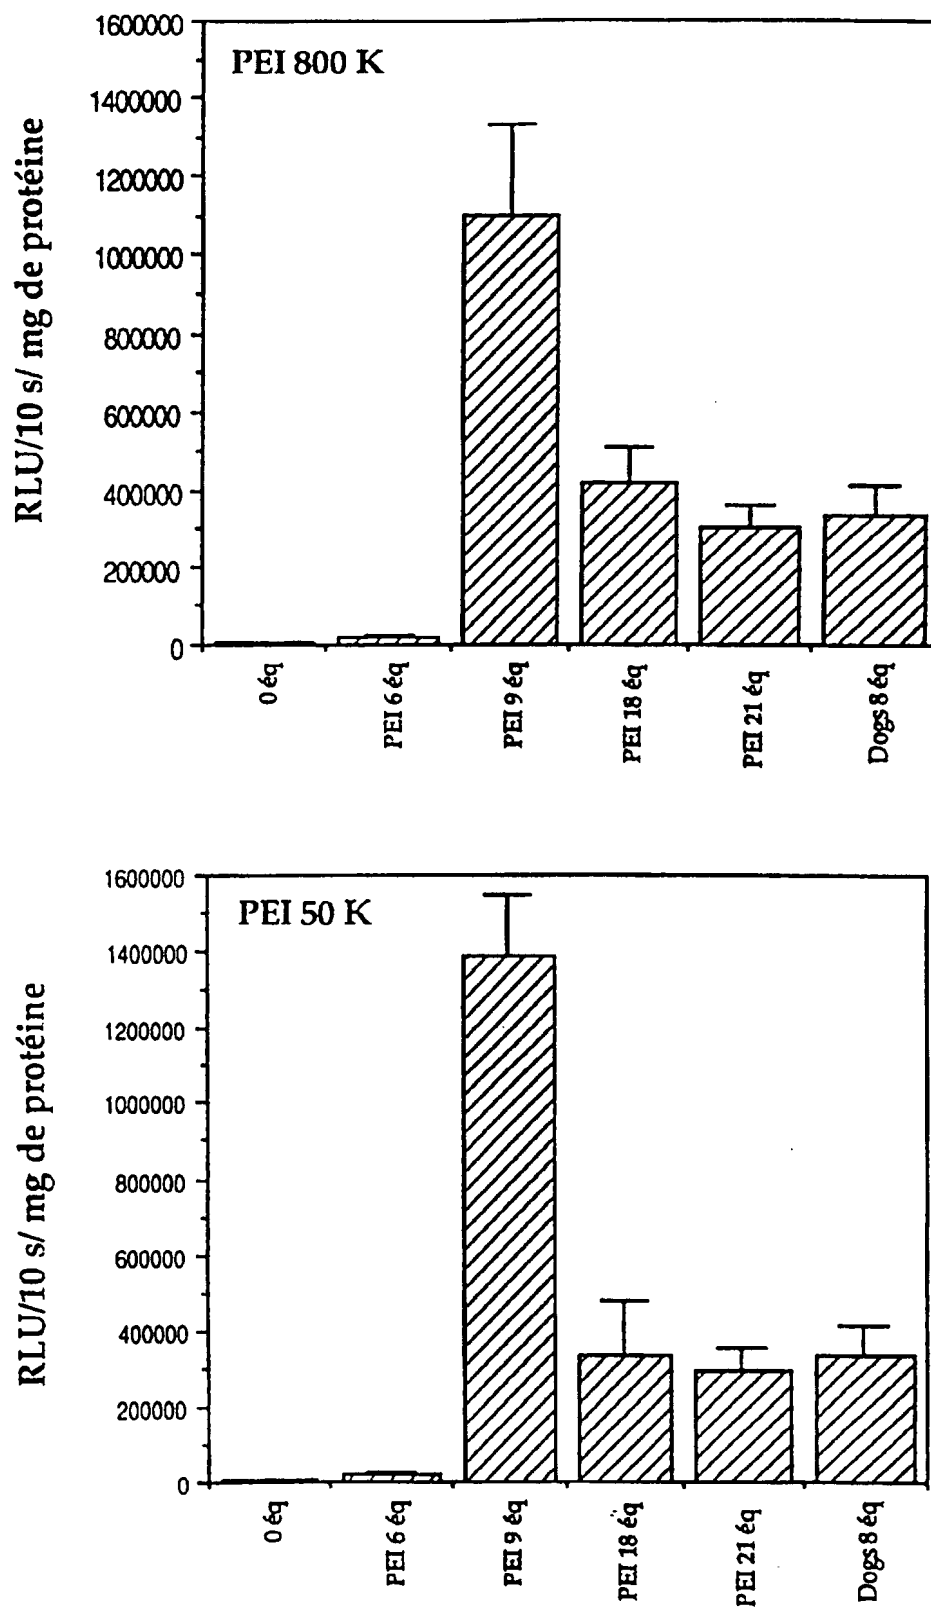 PEI 800 K
RLU/10 s/ mg de protéine
1600000
1400000
1200000
1000000
800000
600000
400000
200000
0
0 éq
PEI 6 éq
PEI 9 éq
PEI 18 éq
PEI 21 éq
Dogs 8 éq
PEI 50 K
RLU/10 s/ mg de protéine
1600000
1400000
1200000
1000000
800000
600000
400000
200000
0
0 éq
PEI 6 éq
PEI 9 éq
PEI 18 éq
PEI 21 éq
Dogs 8 éq